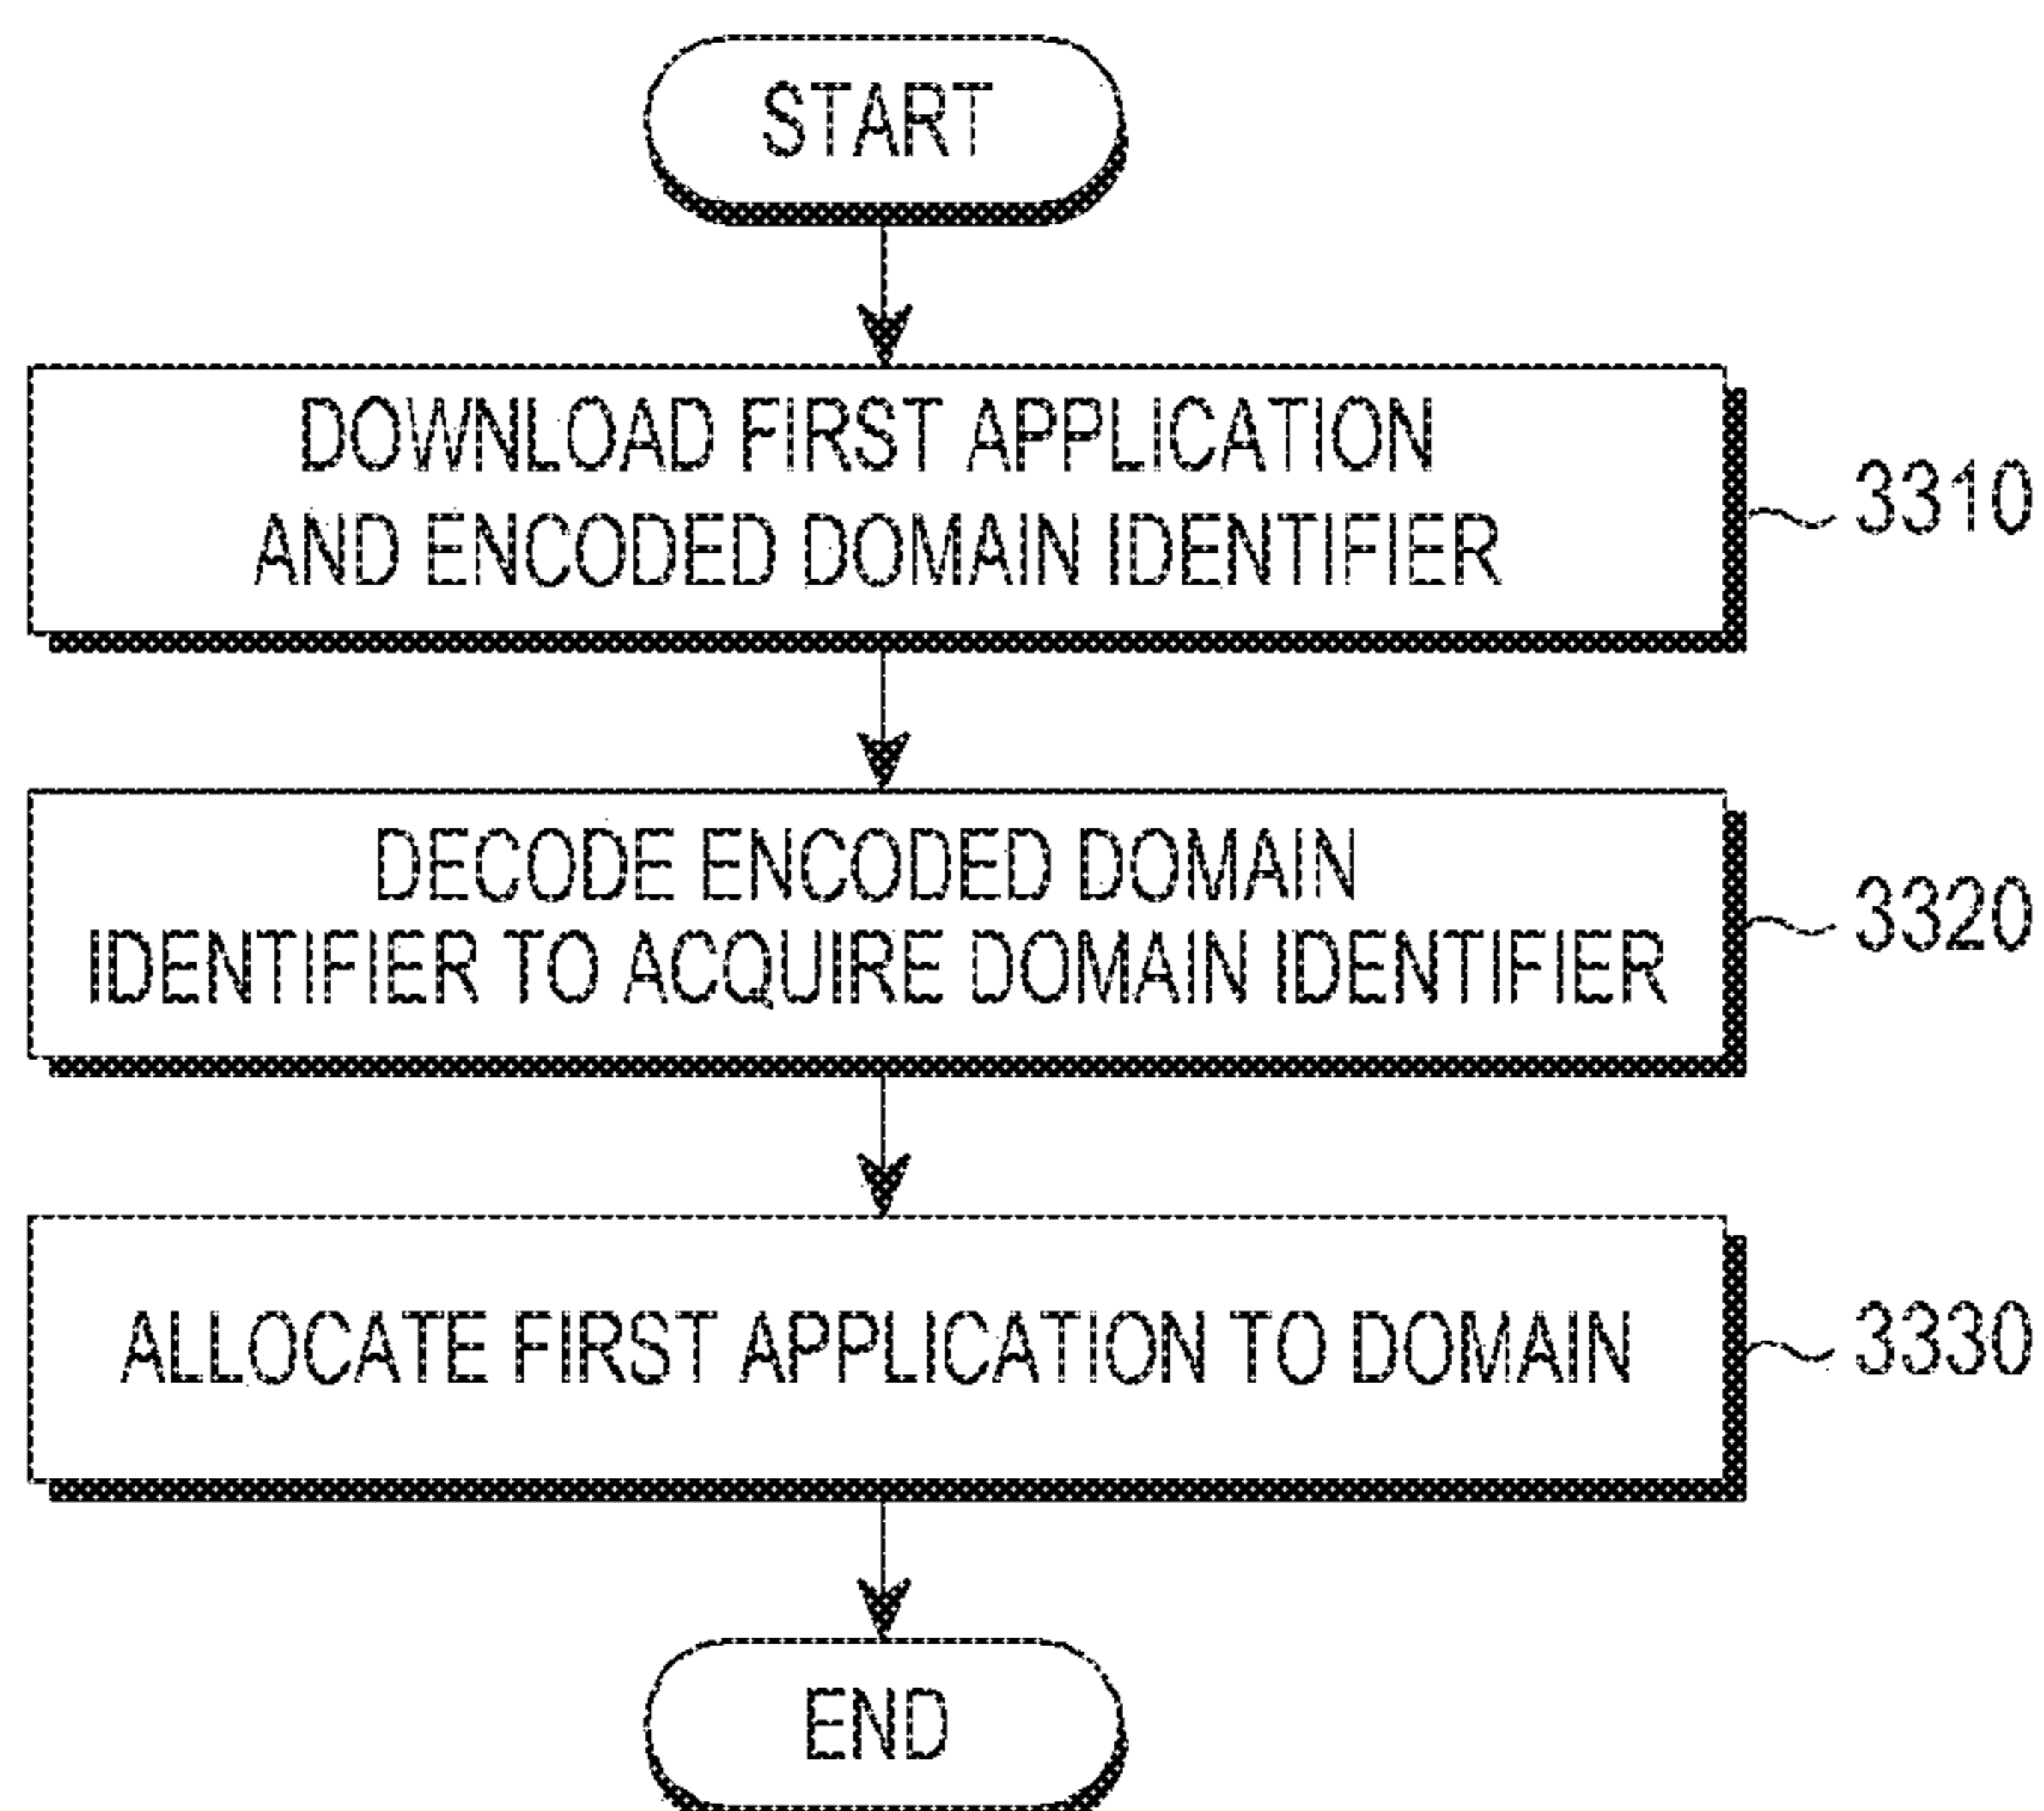 START
DOWNLOAD FIRST APPLICATION
AND ENCODED DOMAIN IDENTIFIER
3310
DECODE ENCODED DOMAIN
IDENTIFIER TO ACQUIRE DOMAIN IDENTIFIER
3320
ALLOCATE FIRST APPLICATION TO DOMAIN
3330
END